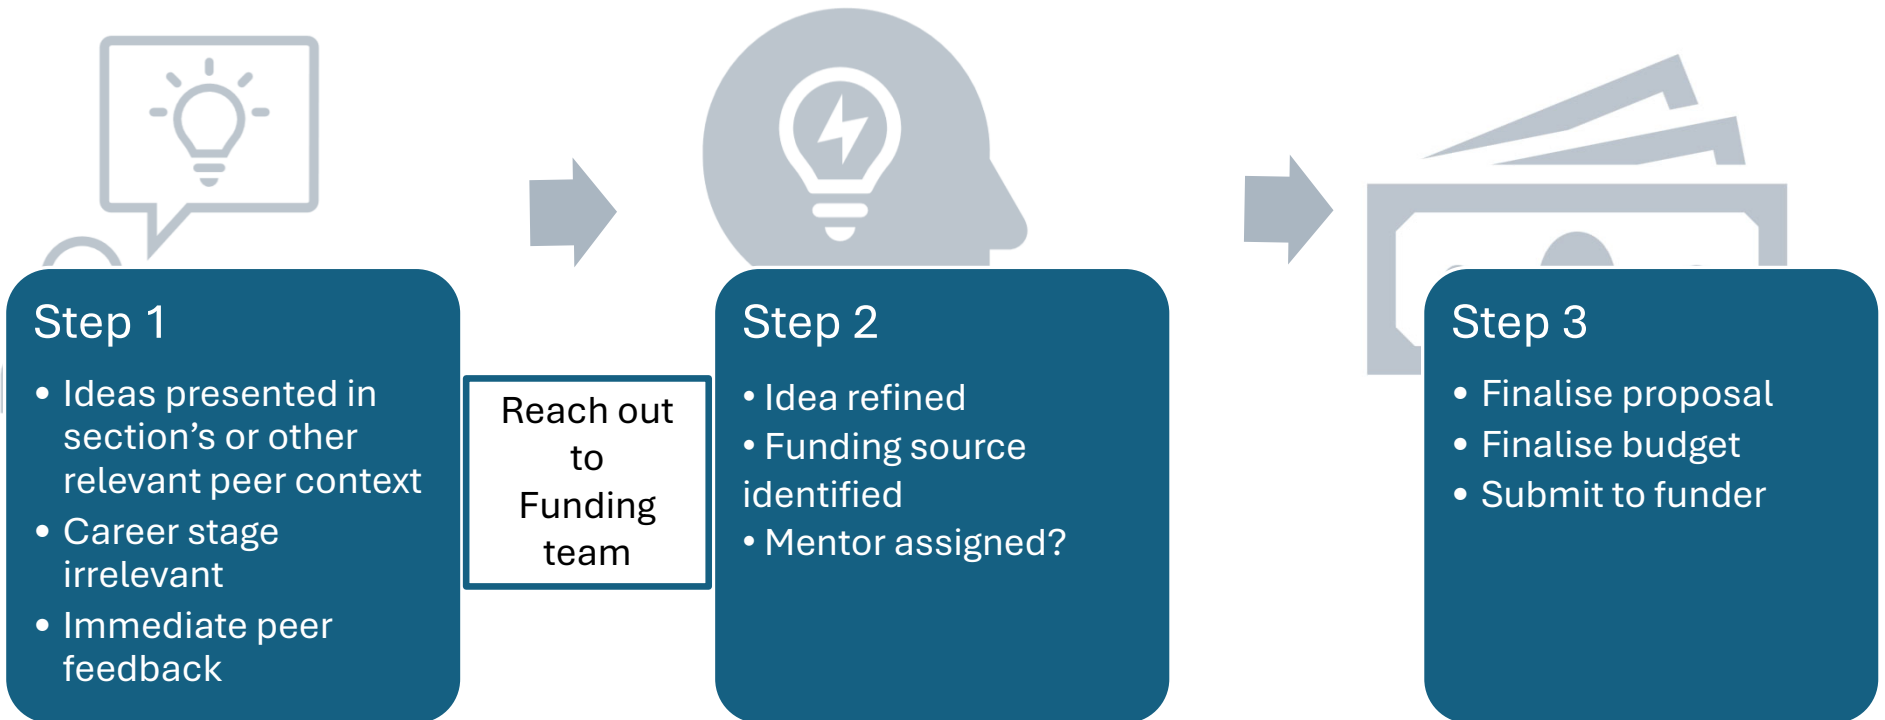 Step 1
• Ideas presented in
section’s or other
relevant peer context
• Career stage
irrelevant
• Immediate peer
feedback
Reach out
to
Funding
team
Step 2
• Idea refined
• Funding source
identified
• Mentor assigned?
Step 3
• Finalise proposal
• Finalise budget
• Submit to funder